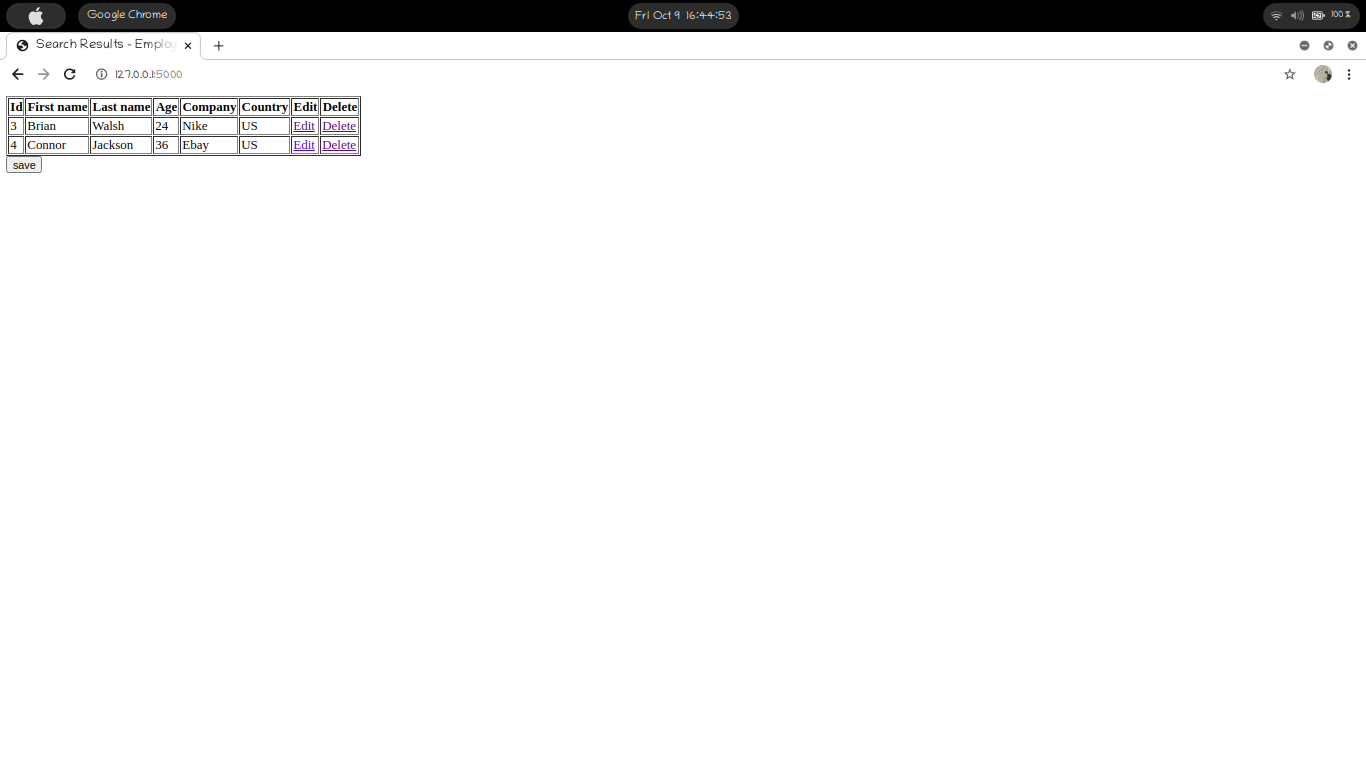 Google Chrome
Fri Oct 9 16:44:53
100 %
Search Results - Employ
127.0.0.1:5000
Id First name Last name Age Company Country Edit Delete
3 Brian Walsh 24 Nike US Edit Delete
4 Connor Jackson 36 Ebay US Edit Delete
save